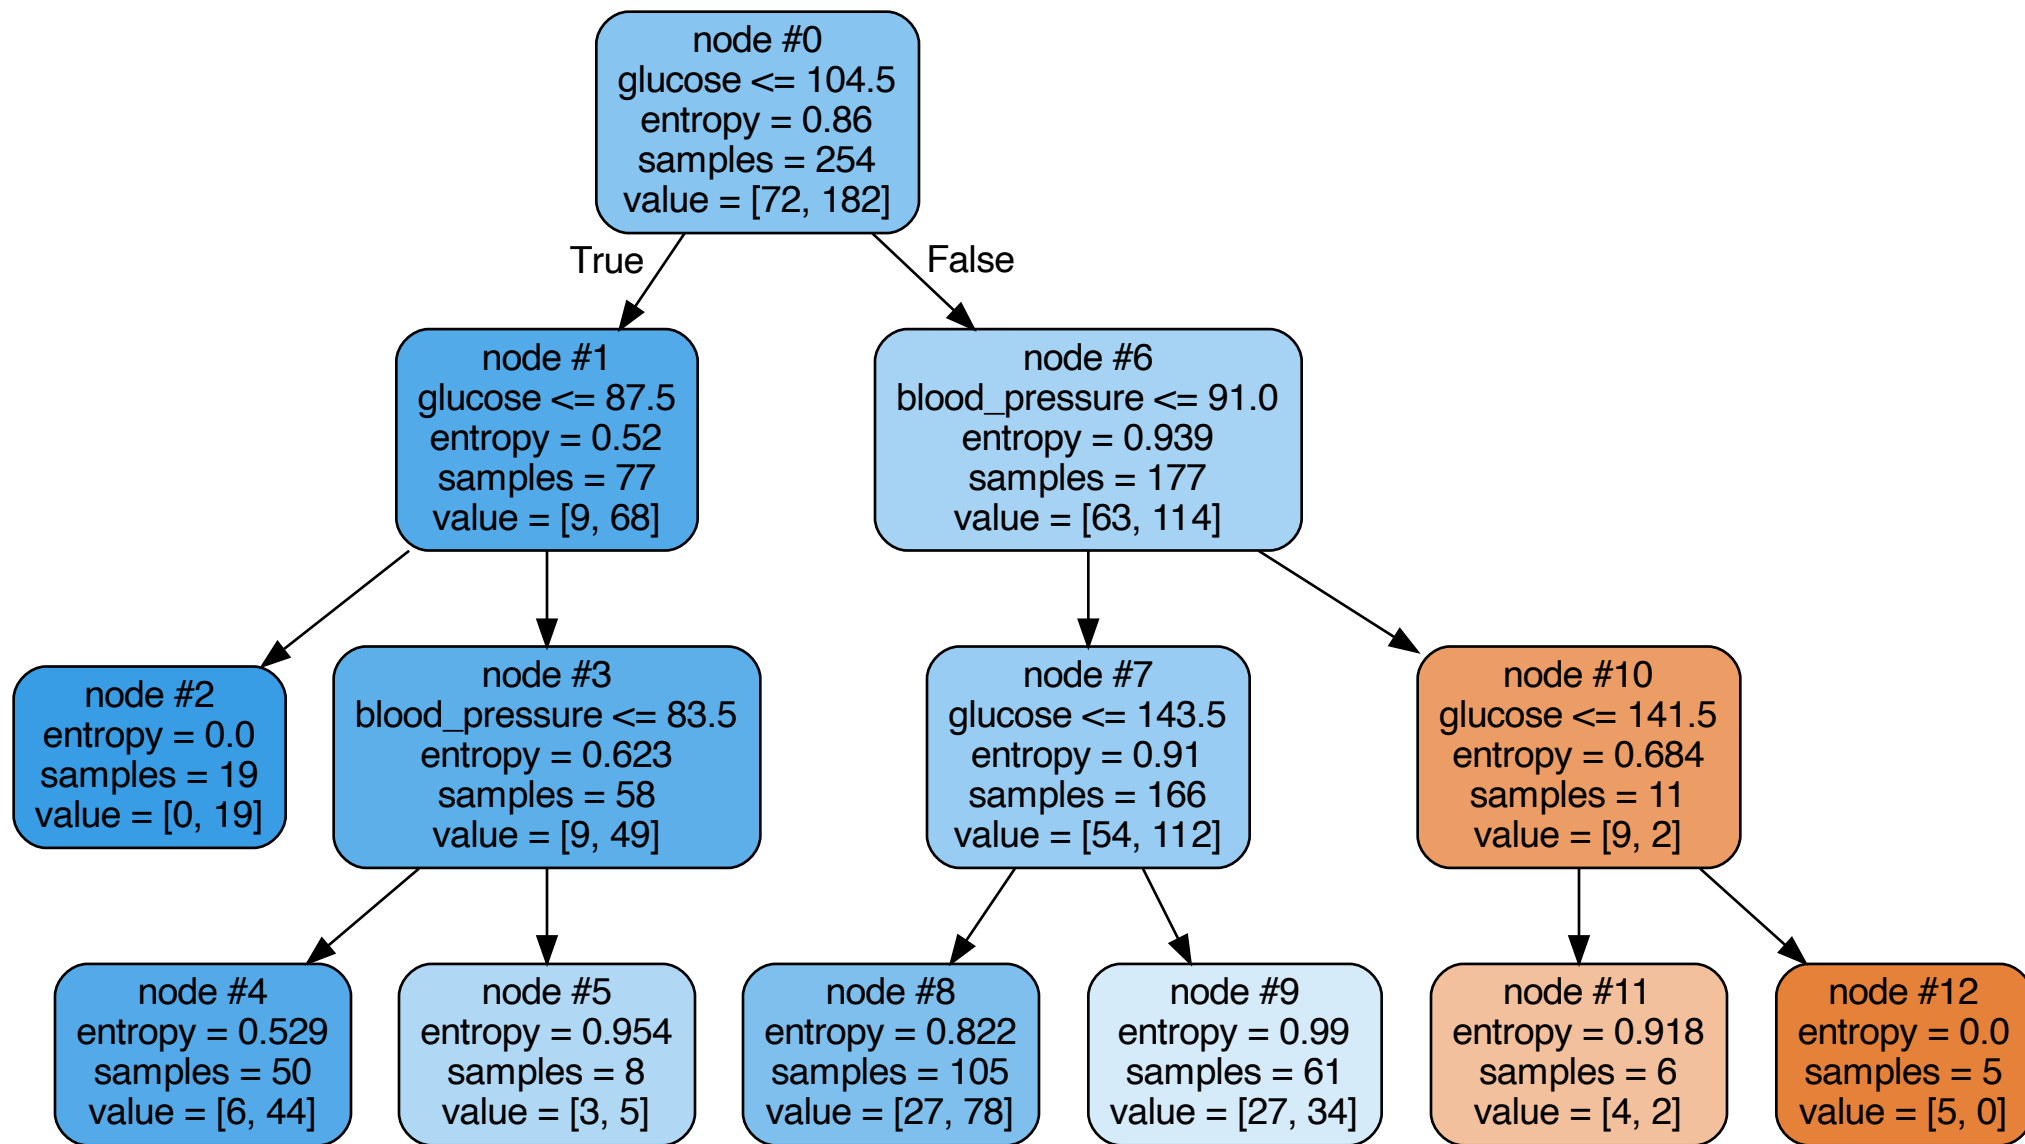 node #0
glucose <= 104.5
entropy = 0.86
samples = 254
value = [72, 182]
True
False
node #1
glucose <= 87.5
entropy = 0.52
samples = 77
value = [9, 68]
node #6
blood_pressure <= 91.0
entropy = 0.939
samples = 177
value = [63, 114]
node #2
entropy = 0.0
samples = 19
value = [0, 19]
node #3
blood_pressure <= 83.5
entropy = 0.623
samples = 58
value = [9, 49]
node #7
glucose <= 143.5
entropy = 0.91
samples = 166
value = [54, 112]
node #10
glucose <= 141.5
entropy = 0.684
samples = 11
value = [9, 2]
node #4
entropy = 0.529
samples = 50
value = [6, 44]
node #5
entropy = 0.954
samples = 8
value = [3, 5]
node #8
entropy = 0.822
samples = 105
value = [27, 78]
node #9
entropy = 0.99
samples = 61
value = [27, 34]
node #11
entropy = 0.918
samples = 6
value = [4, 2]
node #12
entropy = 0.0
samples = 5
value = [5, 0]